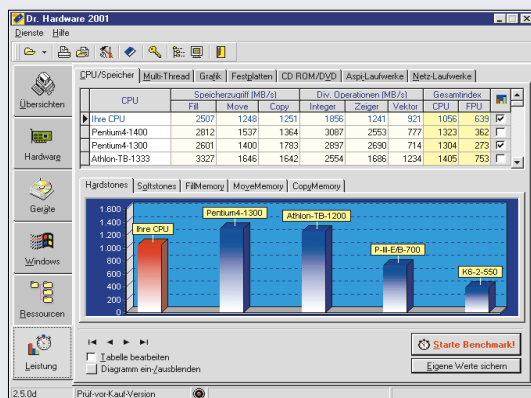 Dr. Hardware 2001
Dienste Hilfe
CPU/Speicher Multi-Thread Grafik Festplatten CD ROM/DVD Aspi-Laufwerke Netz-Laufwerke
CPU Speicherzugriff (MB/s) Div. Operationen (MB/s) Gesamtindex
Fill Move Copy Integer Zeiger Vektor CPU FPU
Ihre CPU 2507 1248 1251 1856 1241 921 1056 639
Pentium4-1400 2812 1537 1364 3087 2553 777 1323 362
Pentium4-1300 2601 1400 1783 2897 2690 714 1304 273
Athlon-TB-1333 3327 1646 1642 2554 1686 1234 1405 753
Übersichten
Hardware
Geräte
Windows
Ressourcen
Leistung
Hardstones Softstones FillMemory MoveMemory CopyMemory
1.600
1.400
1.200
1.000
800
600
400
200
0
Ihre CPU
Pentium4-1300
Athlon-TB-1200
P-III-E/B-700
K6-2-550
Tabelle bearbeiten
Diagramm ein-/ausblenden
Starte Benchmark!
Eigene Werte sichern
2.5.0d Prüf-vor-Kauf-Version